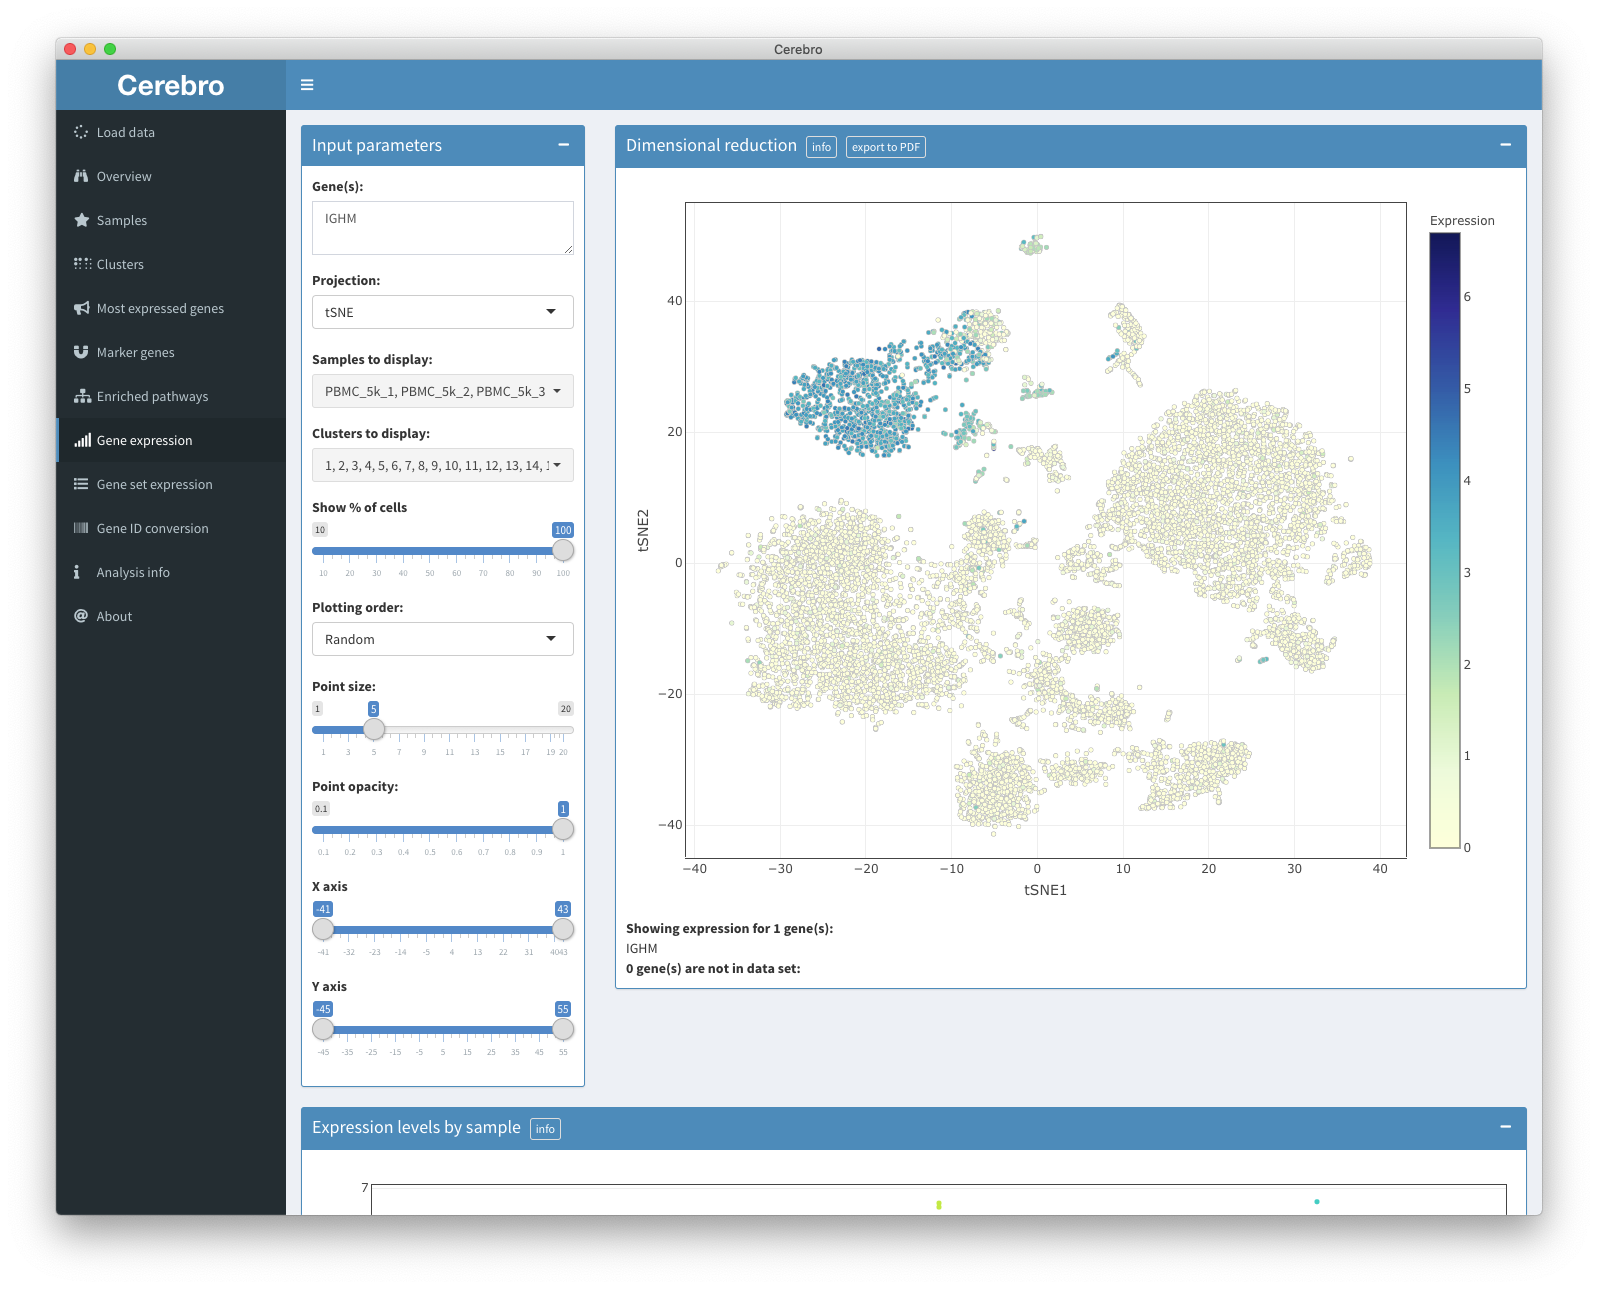 Cerebro
Cerebro
Load data
Overview
Samples
Clusters
Most expressed genes
Marker genes
Enriched pathways
Gene expression
Gene set expression
Gene ID conversion
Analysis info
About
Input parameters
Gene(s):
IGHM
Projection:
tSNE
Samples to display:
PBMC_5k_1, PBMC_5k_2, PBMC_5k_3
Clusters to display:
1, 2, 3, 4, 5, 6, 7, 8, 9, 10, 11, 12, 13, 14, 1
Show % of cells
10 100
10 20 30 40 50 60 70 80 90 100
Plotting order:
Random
Point size:
1 5 20
1 3 5 7 9 11 13 15 17 19 20
Point opacity:
0.1 1
0.1 0.2 0.3 0.4 0.5 0.6 0.7 0.8 0.9 1
X axis
-41 43
-41 -32 -23 -14 -5 4 13 22 31 40 43
Y axis
-45 55
-45 -35 -25 -15 -5 5 15 25 35 45 55
Dimensional reduction info export to PDF
tSNE2
40
20
0
−20
−40
−40 −30 −20 −10 0 10 20 30 40
tSNE1
Expression
6
5
4
3
2
1
0
Showing expression for 1 gene(s):
IGHM
0 gene(s) are not in data set:
Expression levels by sample info
7